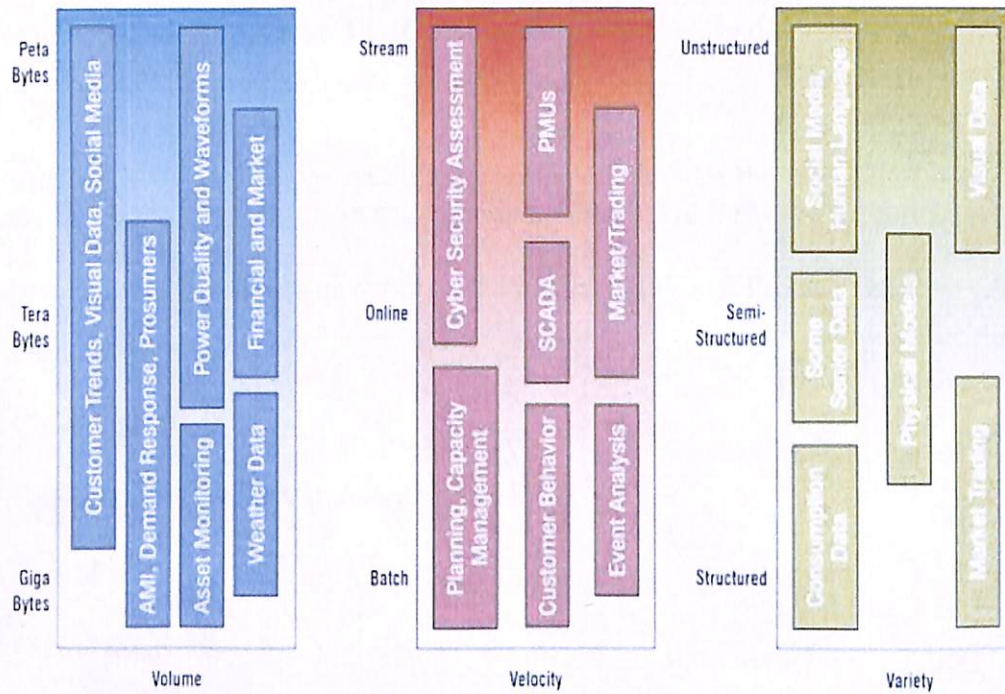 Peta
Bytes
Tera
Bytes
Giga
Bytes
Customer Trends, Visual Data, Social Media
AMI, Demand Response, Prosumers
Power Quality and Waveforms
Asset Monitoring
Financial and Market
Weather Data
Volume
Stream
Online
Batch
Cyber Security Assessment
Planning, Capacity
Management
PMUs
SCADA
Customer Behavior
Market/Trading
Event Analysis
Velocity
Unstructured
Semi-
Structured
Structured
Social Media,
Human Language
Some
Sensor Data
Consumption
Data
Physical Models
Visual Data
Market Trading
Variety